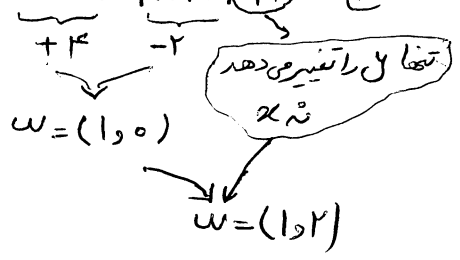 +۴ -۲
تنها y را تغییر می‌دهد
نه x
w = (۱, ۰)
w = (۱, ۲)